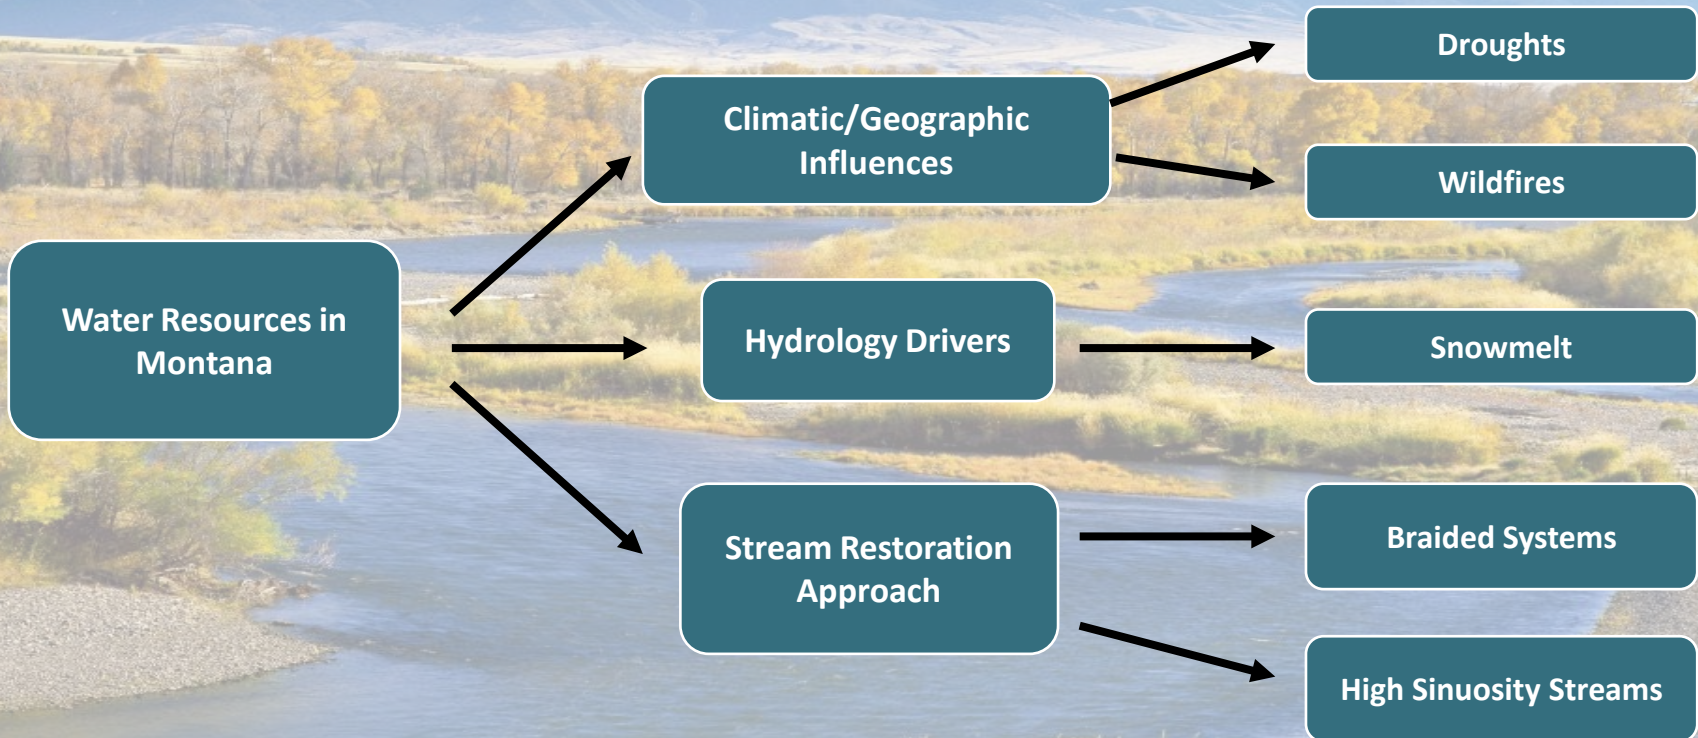 Water Resources in
Montana
Climatic/Geographic
Influences
Droughts
Wildfires
Hydrology Drivers
Snowmelt
Stream Restoration
Approach
Braided Systems
High Sinuosity Streams